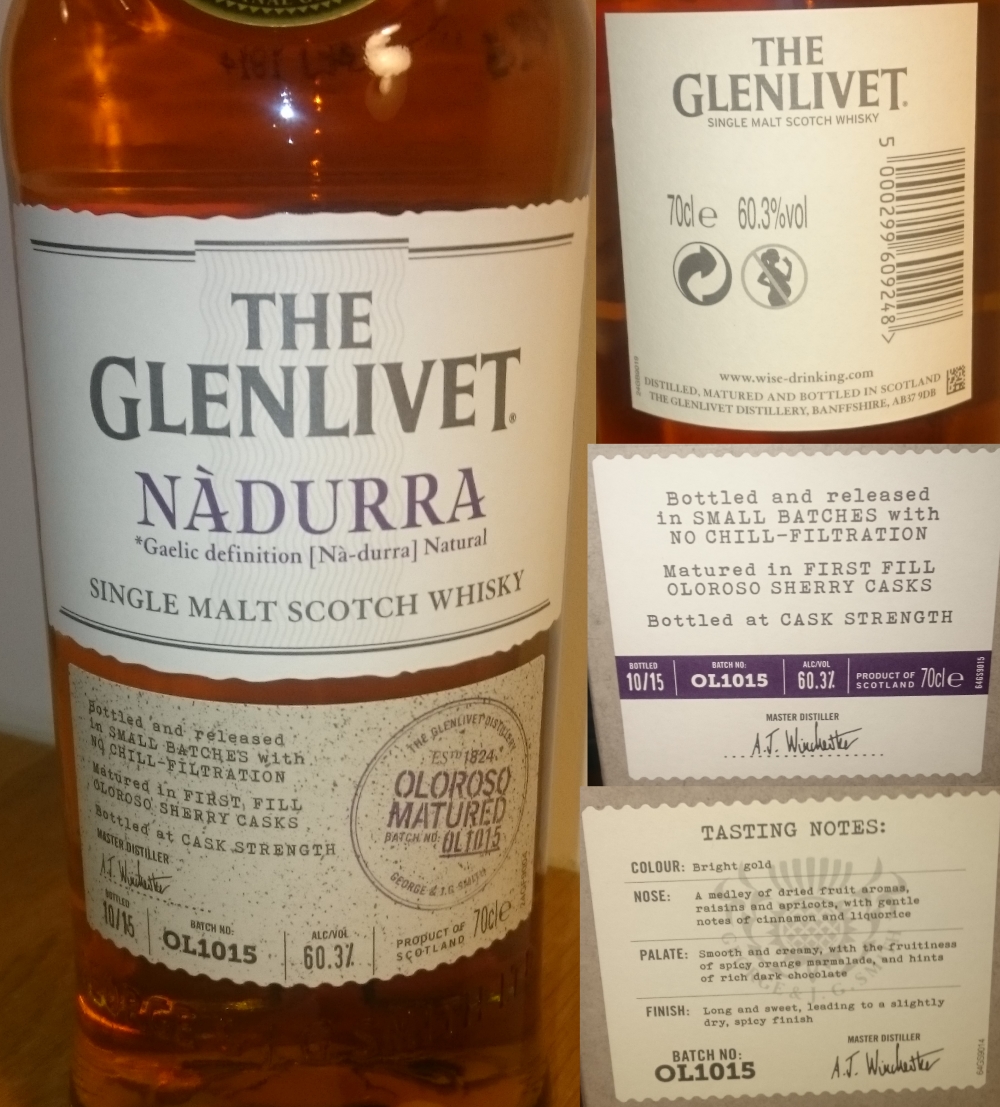 THE
GLENLIVET®
NÀDURRA
*Gaelic definition [Nà-durra] Natural
SINGLE MALT SCOTCH WHISKY
Bottled and released
in SMALL BATCHES with
NO CHILL-FILTRATION
Matured in FIRST FILL
OLOROSO SHERRY CASKS
Bottled at CASK STRENGTH
MASTER DISTILLER
A.J. Winchester
THE GLENLIVET DISTILLERY
ESTD 1824
OLOROSO
MATURED
BATCH NO: OL1015
GEORGE & J.G. SMITH
BOTTLED
10/15
BATCH NO:
OL1015
ALC/VOL
60.3%
PRODUCT OF
SCOTLAND
70cl e
THE
GLENLIVET®
SINGLE MALT SCOTCH WHISKY
70cl e 60.3%vol
5 000299 609248 >
www.wise-drinking.com
DISTILLED, MATURED AND BOTTLED IN SCOTLAND
THE GLENLIVET DISTILLERY, BANFFSHIRE, AB37 9DB
Bottled and released
in SMALL BATCHES with
NO CHILL-FILTRATION
Matured in FIRST FILL
OLOROSO SHERRY CASKS
Bottled at CASK STRENGTH
BOTTLED
10/15
BATCH NO:
OL1015
ALC/VOL
60.3%
PRODUCT OF
SCOTLAND
70cl e
64GS9015
MASTER DISTILLER
A.J. Winchester
TASTING NOTES:
COLOUR: Bright gold
NOSE: A medley of dried fruit aromas,
raisins and apricots, with gentle
notes of cinnamon and liquorice
PALATE: Smooth and creamy, with the fruitiness
of spicy orange marmalade, and hints
of rich dark chocolate
FINISH: Long and sweet, leading to a slightly
dry, spicy finish
BATCH NO:
OL1015
MASTER DISTILLER
A.J. Winchester
64GS9014